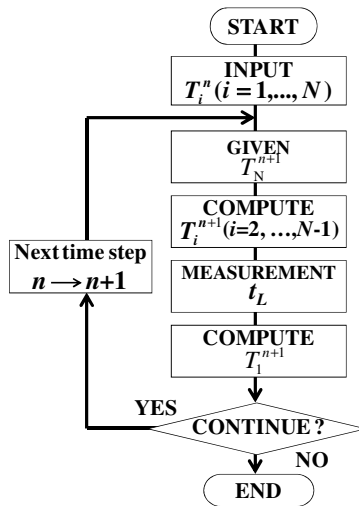 START
INPUT
T_i^n (i = 1,..., N)
GIVEN
T_N^{n+1}
COMPUTE
T_i^{n+1}(i=2, ...,N-1)
Next time step
n → n+1
MEASUREMENT
t_L
COMPUTE
T_1^{n+1}
YES
CONTINUE ?
NO
END